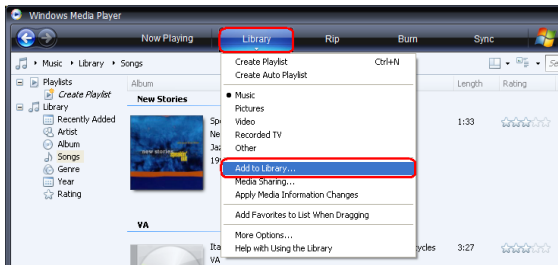 Windows Media Player
Now Playing Library Rip Burn Sync
Music ▸ Library ▸ Songs
Playlists
Create Playlist
Library
Recently Added
Artist
Album
Songs
Genre
Year
Rating
Album
New Stories
new stories
VA
VA
Create Playlist Ctrl+N
Create Auto Playlist
Music
Pictures
Video
Recorded TV
Other
Add to Library...
Media Sharing...
Apply Media Information Changes
Add Favorites to List When Dragging
More Options...
Help with Using the Library
Length Rating
1:33
3:27